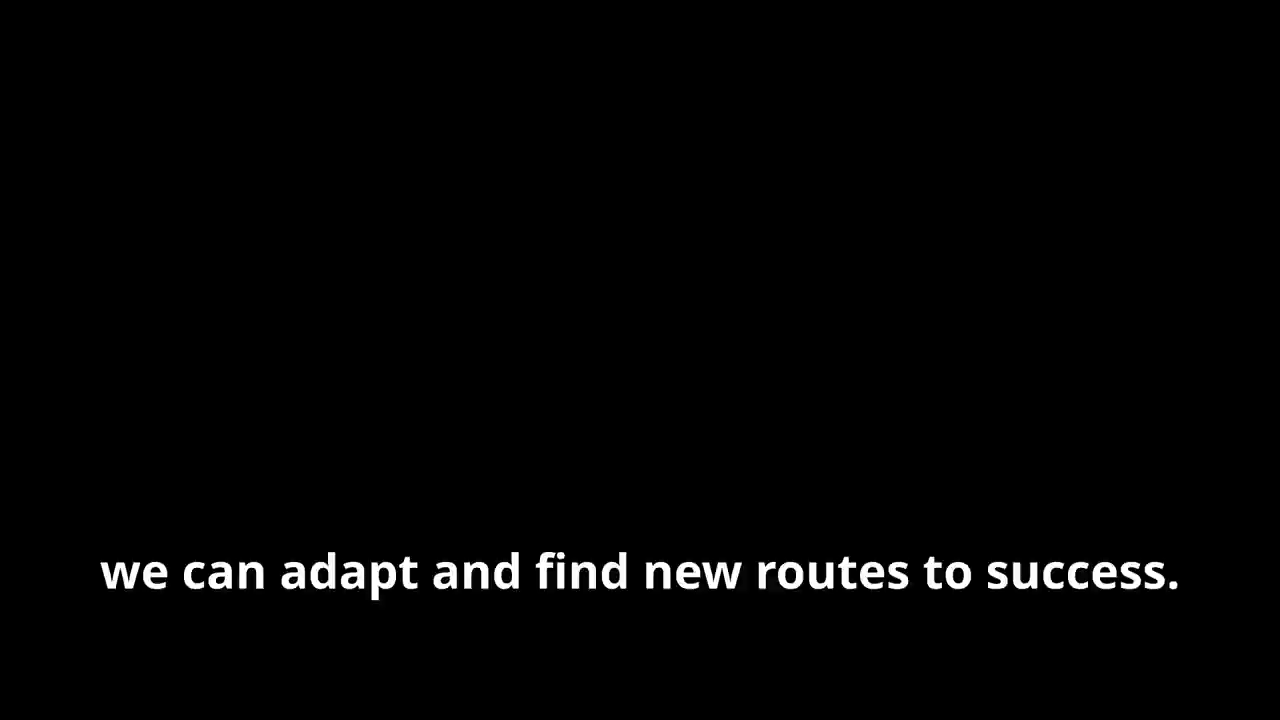 we can adapt and find new routes to success.